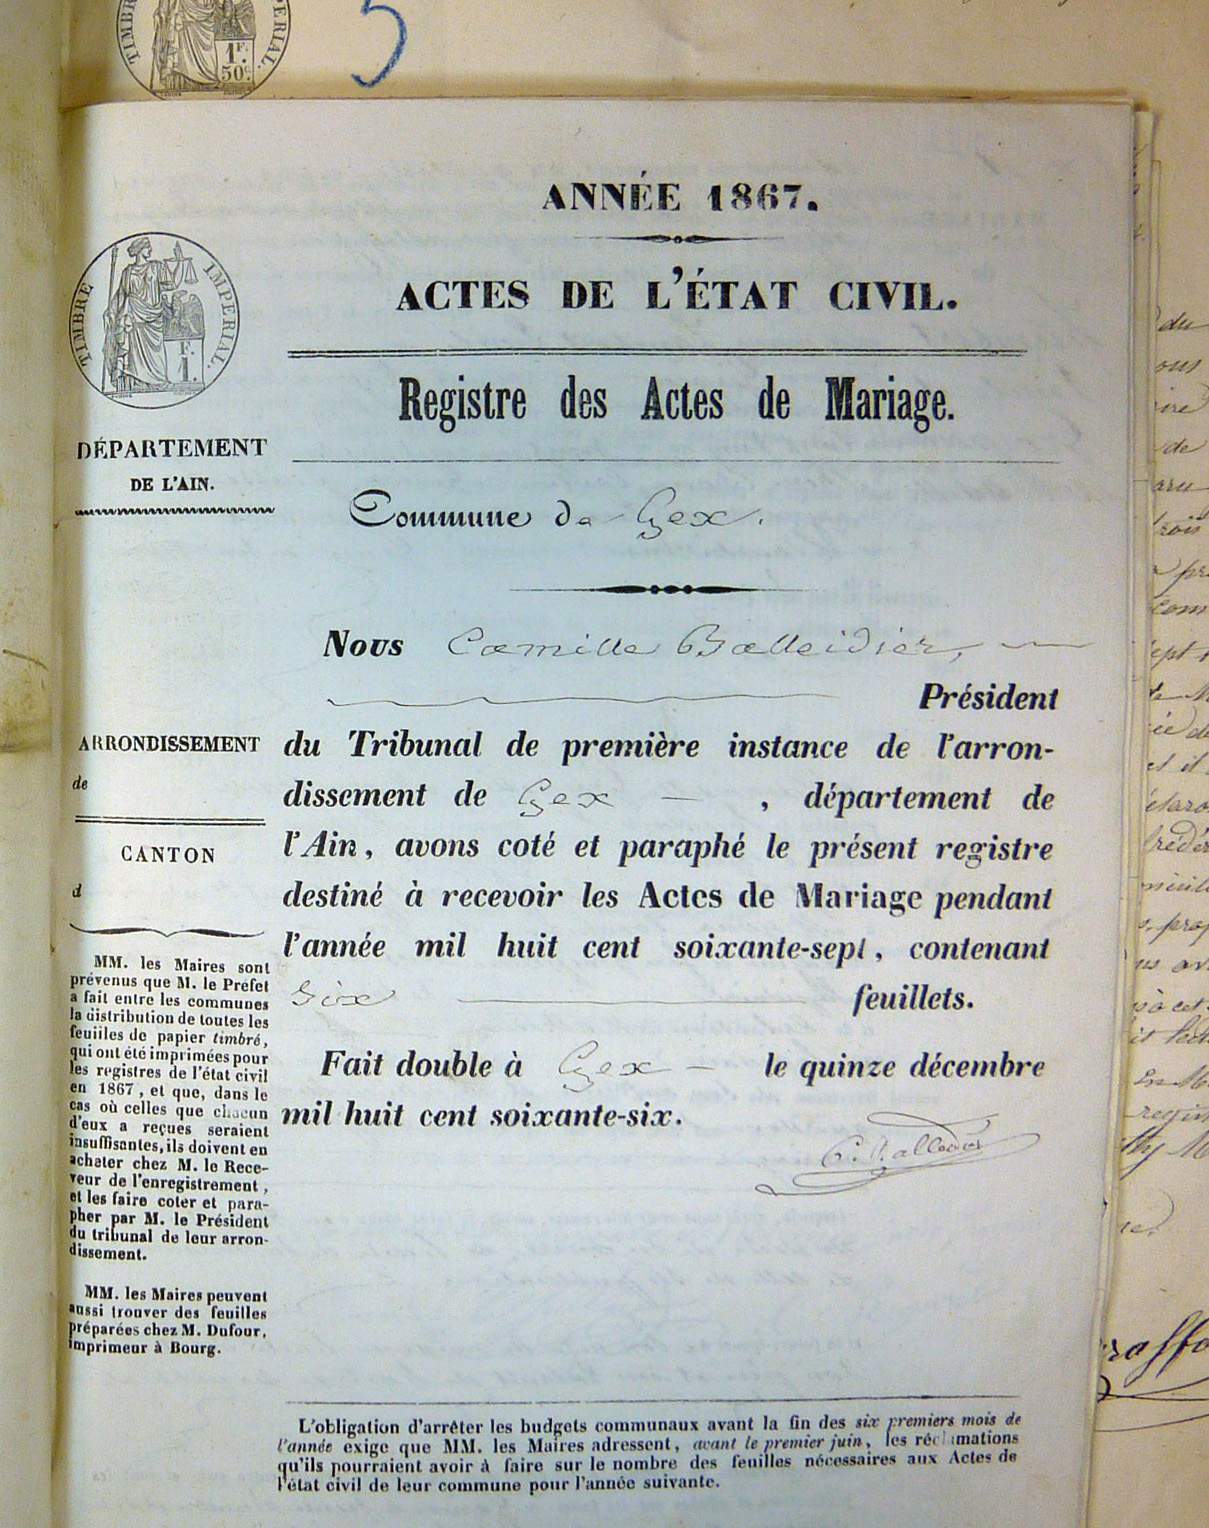 TIMBRE IMPERIAL.
1F.
50c.
5
ANNÉE 1867.
ACTES DE L'ÉTAT CIVIL.
TIMBRE IMPERIAL.
F.
1.
Registre des Actes de Mariage.
DÉPARTEMENT
DE L'AIN.
Commune de Gex.
Nous Camille Balleidier,
Président
ARRONDISSEMENT
de
du Tribunal de première instance de l'arron-
dissement de Gex , département de
CANTON
d
l'Ain, avons coté et paraphé le présent registre
destiné à recevoir les Actes de Mariage pendant
l'année mil huit cent soixante-sept, contenant
Six feuillets.
Fait double à Gex le quinze décembre
mil huit cent soixante-six.
C. Balleidier
MM. les Maires sont
prévenus que M. le Préfet
a fait entre les communes
la distribution de toutes les
feuilles de papier timbré,
qui ont été imprimées pour
les registres de l'état civil
en 1867, et que, dans le
cas où celles que chacun
d'eux a reçues seraient
insuffisantes, ils doivent en
acheter chez M. le Rece-
veur de l'enregistrement,
et les faire coter et para-
pher par M. le Président
du tribunal de leur arron-
dissement.
MM. les Maires peuvent
aussi trouver des feuilles
préparées chez M. Dufour,
imprimeur à Bourg.
L'obligation d'arrêter les budgets communaux avant la fin des six premiers mois de
l'année exige que MM. les Maires adressent, avant le premier juin, les réclamations
qu'ils pourraient avoir à faire sur le nombre des feuilles nécessaires aux Actes de
l'état civil de leur commune pour l'année suivante.